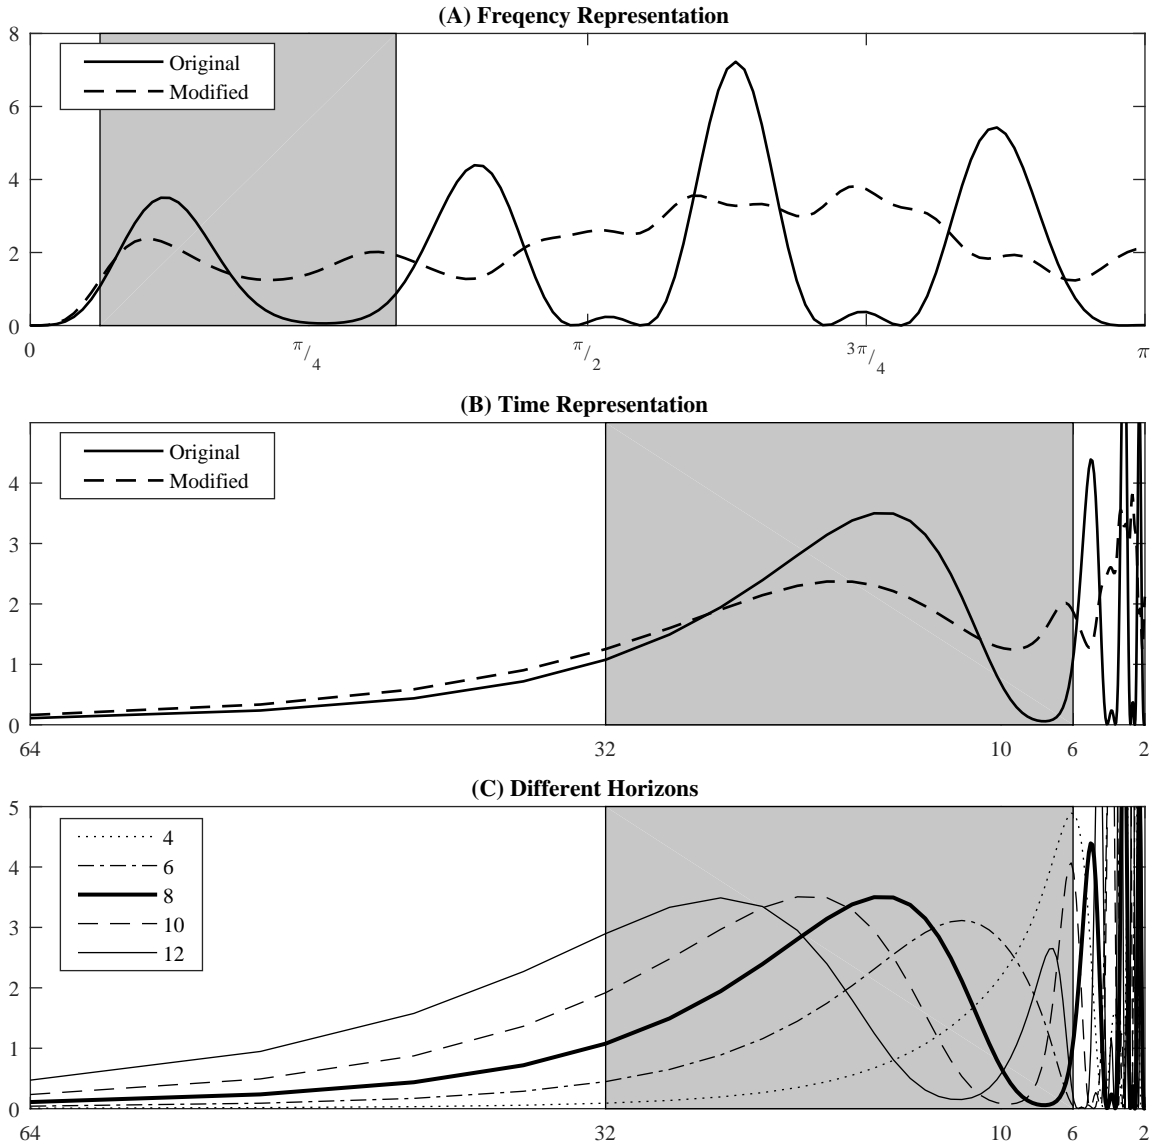 (A) Freqency Representation
8
6
4
2
0
Original
Modified
0
π/4
π/2
3π/4
π
(B) Time Representation
4
3
2
1
0
Original
Modified
64
32
10
6
2
(C) Different Horizons
5
4
3
2
1
0
4
6
8
10
12
64
32
10
6
2